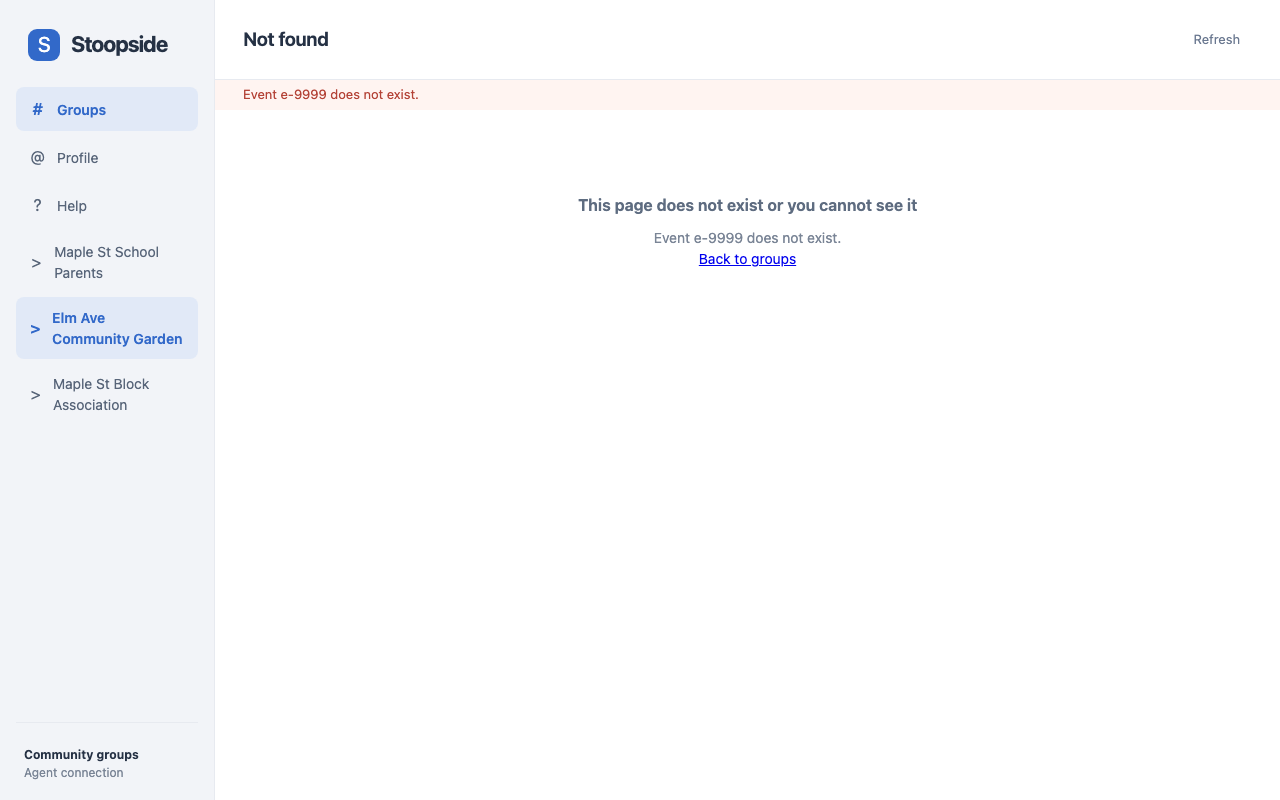 S Stoopside
# Groups
@ Profile
? Help
> Maple St School
Parents
> Elm Ave
Community Garden
> Maple St Block
Association
Community groups
Agent connection
Not found
Refresh
Event e-9999 does not exist.
This page does not exist or you cannot see it
Event e-9999 does not exist.
Back to groups